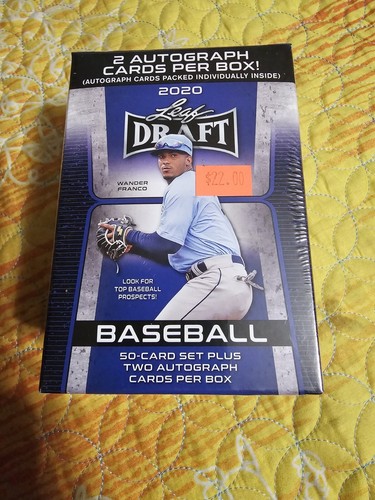 2 AUTOGRAPH
CARDS PER BOX!
(AUTOGRAPH CARDS PACKED INDIVIDUALLY INSIDE)
2020
Leaf
DRAFT
$22.00
WANDER
FRANCO
LOOK FOR
TOP BASEBALL
PROSPECTS!
BASEBALL
50-CARD SET PLUS
TWO AUTOGRAPH
CARDS PER BOX